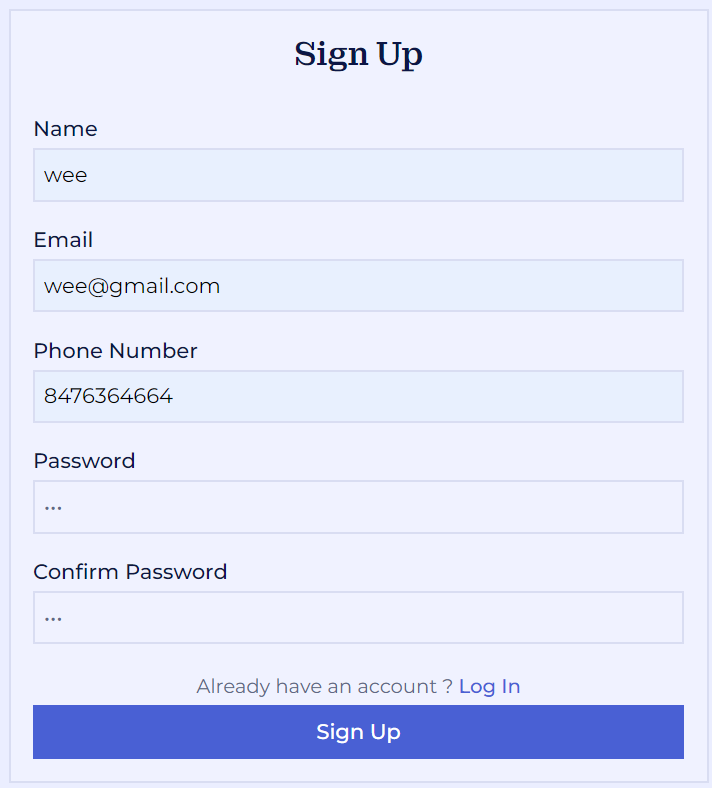 Sign Up
Name
wee
Email
wee@gmail.com
Phone Number
8476364664
Password
•••
Confirm Password
•••
Already have an account ? Log In
Sign Up